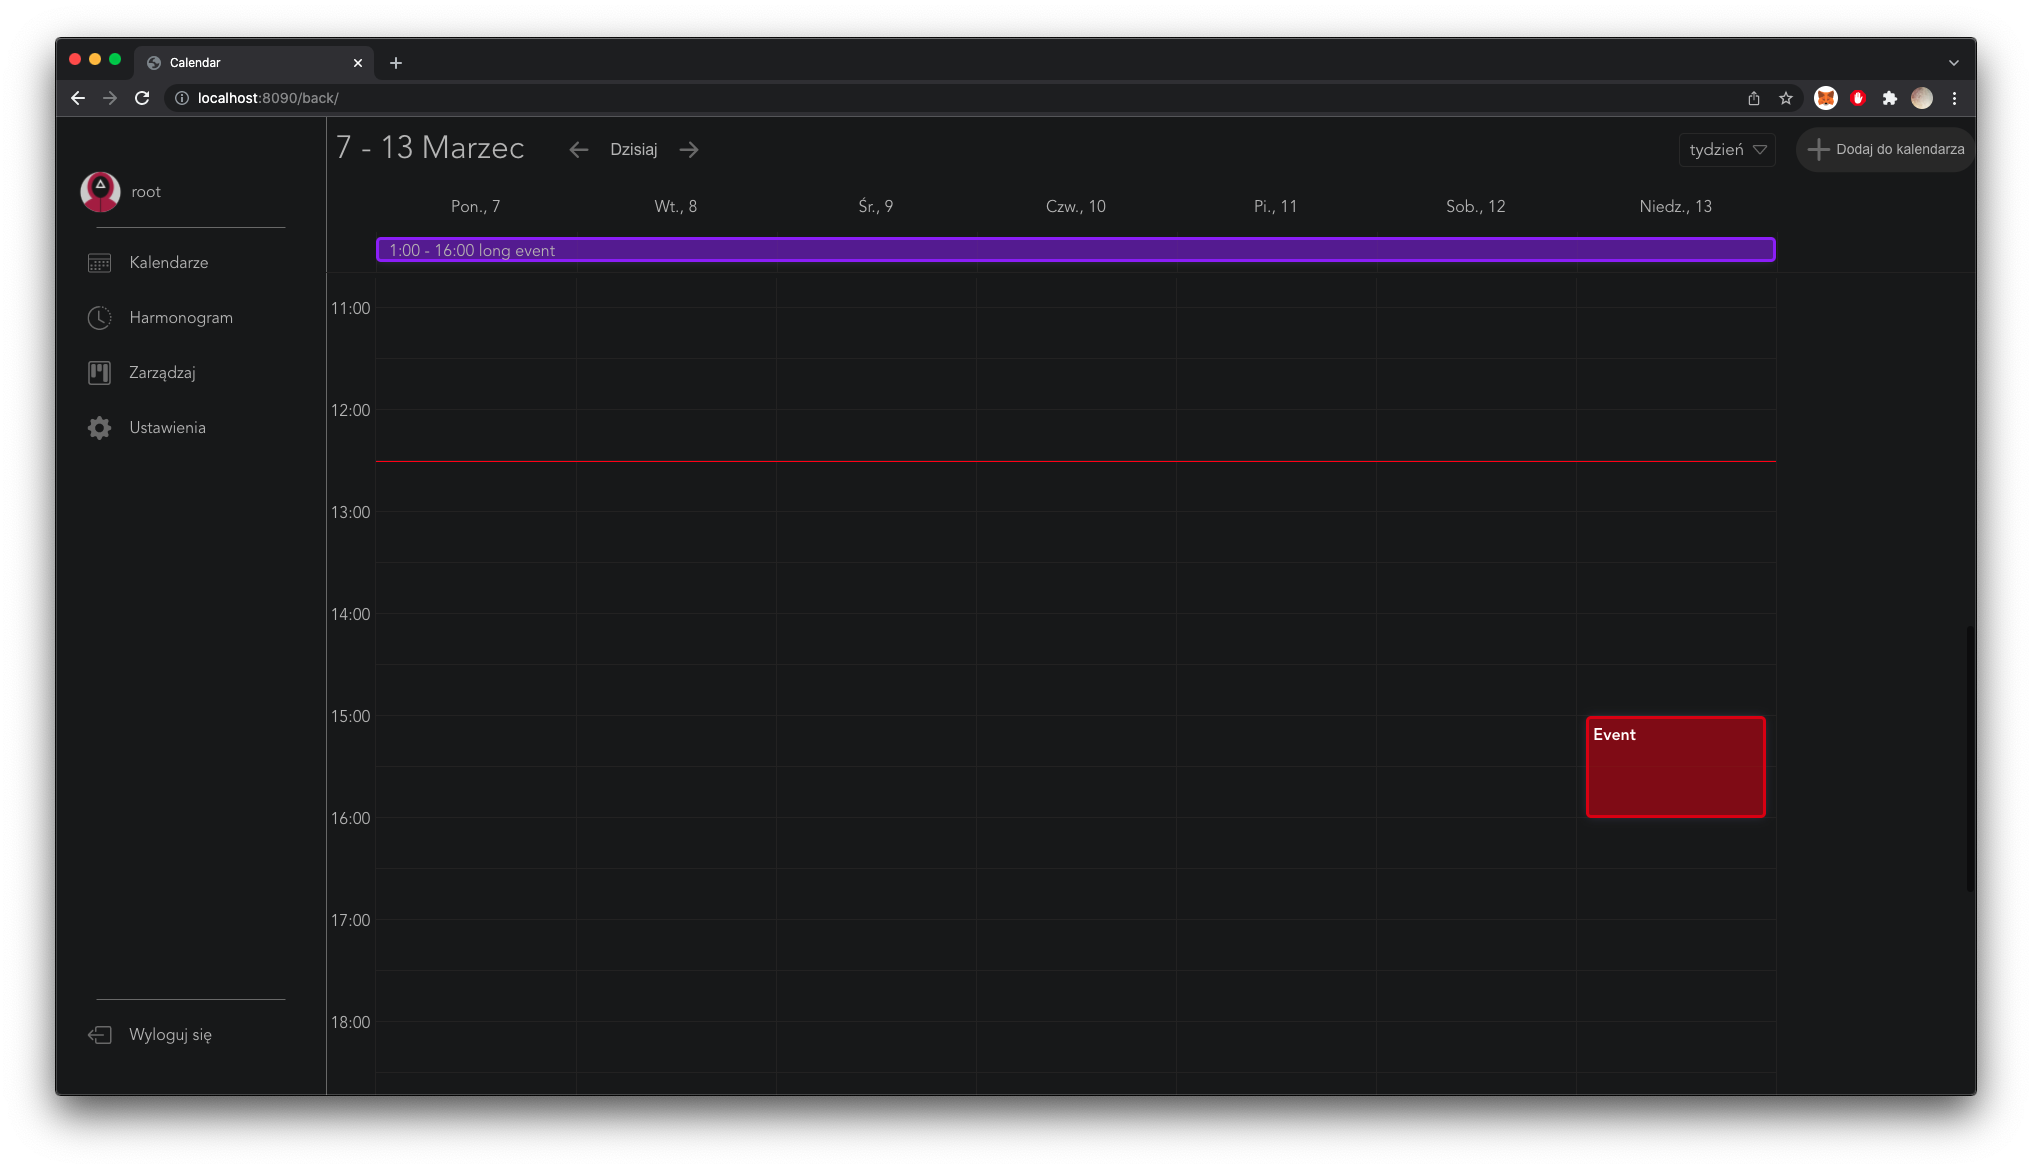 Calendar
localhost:8090/back/
7 - 13 Marzec
Dzisiaj
tydzień
Dodaj do kalendarza
root
Kalendarze
Harmonogram
Zarządzaj
Ustawienia
Wyloguj się
Pon., 7
Wt., 8
Śr., 9
Czw., 10
Pi., 11
Sob., 12
Niedz., 13
1:00 - 16:00 long event
11:00
12:00
13:00
14:00
15:00
Event
16:00
17:00
18:00